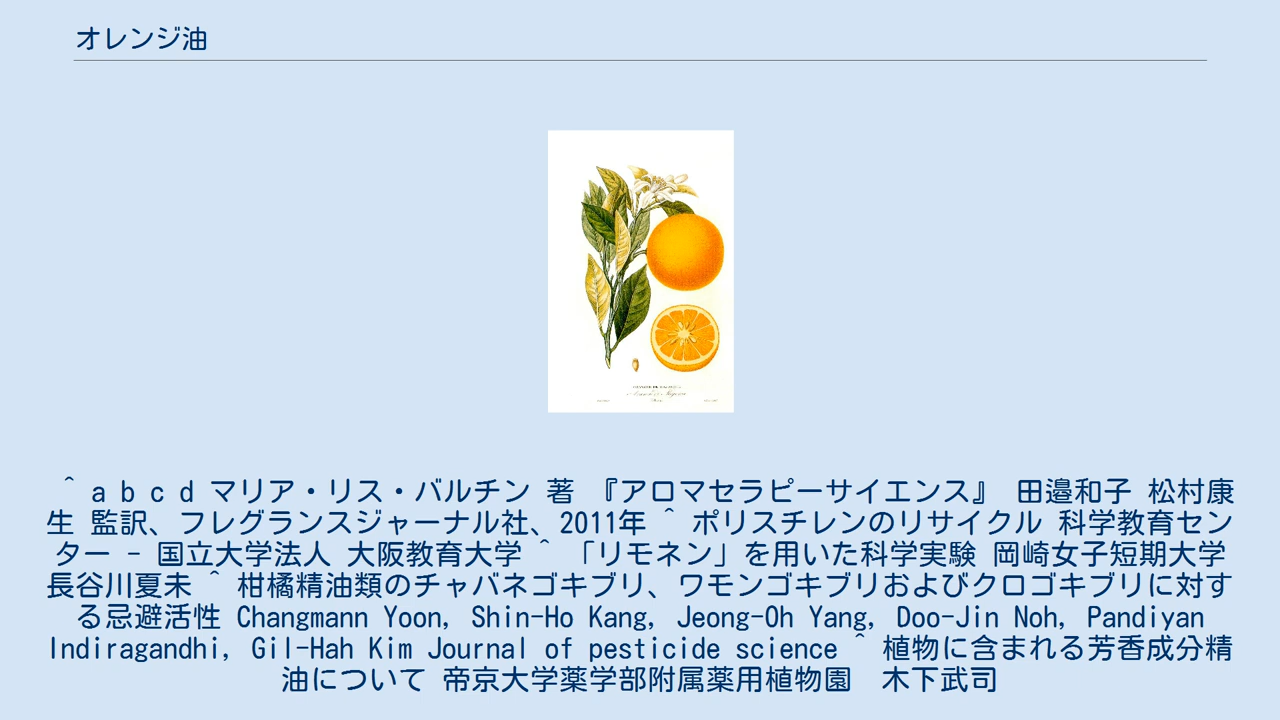 オレンジ油
^ a b c d マリア・リス・バルチン 著 『アロマセラピーサイエンス』 田邉和子 松村康
生 監訳、フレグランスジャーナル社、2011年 ^ ポリスチレンのリサイクル 科学教育セン
ター - 国立大学法人 大阪教育大学 ^ 「リモネン」を用いた科学実験 岡崎女子短期大学
長谷川夏未 ^ 柑橘精油類のチャバネゴキブリ、ワモンゴキブリおよびクロゴキブリに対す
る忌避活性 Changmann Yoon, Shin-Ho Kang, Jeong-Oh Yang, Doo-Jin Noh, Pandiyan
Indiragandhi, Gil-Hah Kim Journal of pesticide science ^ 植物に含まれる芳香成分精
油について 帝京大学薬学部附属薬用植物園　木下武司